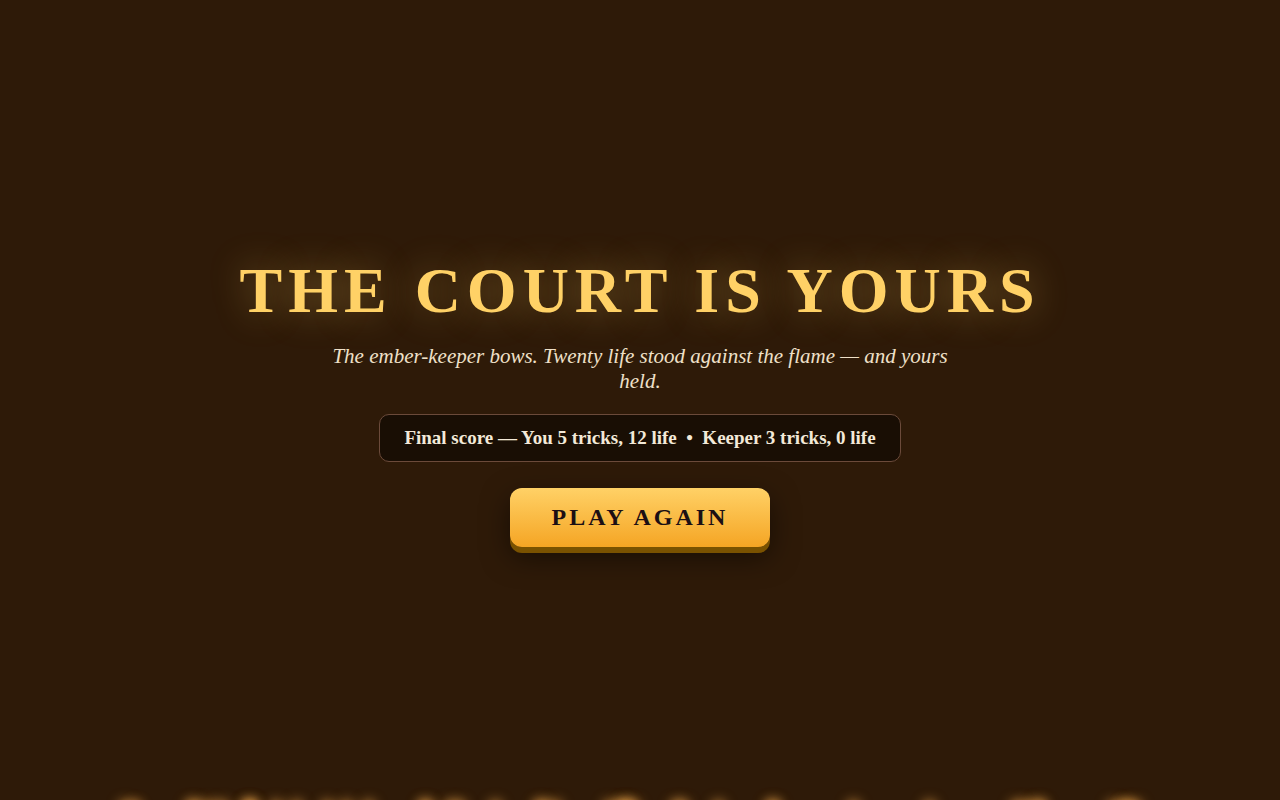 THE COURT IS YOURS
The ember-keeper bows. Twenty life stood against the flame — and yours
held.
Final score — You 5 tricks, 12 life • Keeper 3 tricks, 0 life
PLAY AGAIN